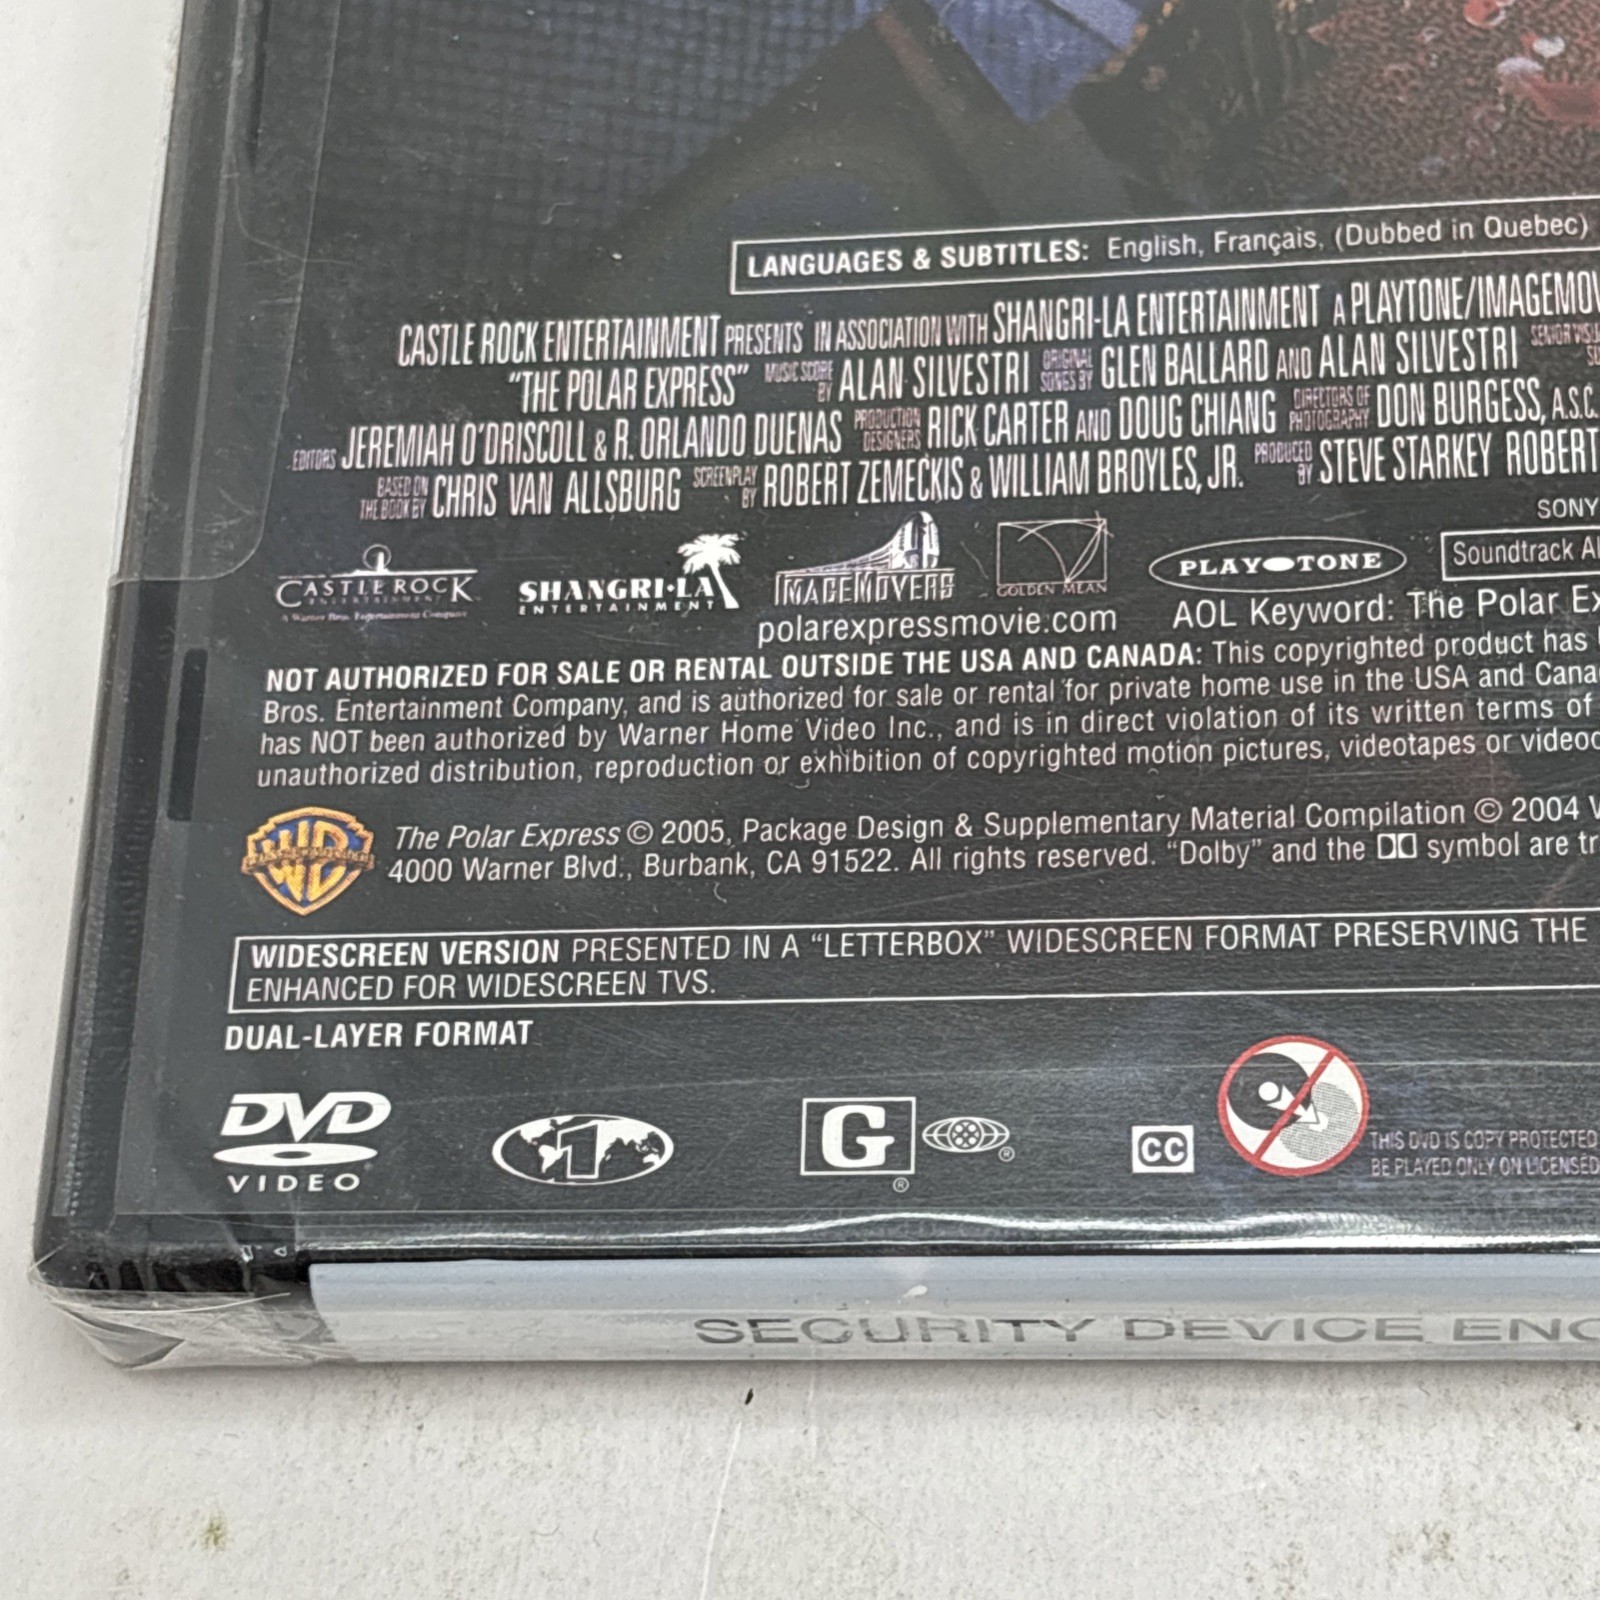 LANGUAGES & SUBTITLES: English, Français, (Dubbed in Quebec)
CASTLE ROCK ENTERTAINMENT PRESENTS IN ASSOCIATION WITH SHANGRI-LA ENTERTAINMENT A PLAYTONE/IMAGEMOV
"THE POLAR EXPRESS" MUSIC SCORE BY ALAN SILVESTRI ORIGINAL SONGS BY GLEN BALLARD AND ALAN SILVESTRI
EDITORS JEREMIAH O'DRISCOLL & R. ORLANDO DUENAS PRODUCTION DESIGNERS RICK CARTER AND DOUG CHIANG DIRECTORS OF PHOTOGRAPHY DON BURGESS, A.S.C.
BASED ON THE BOOK BY CHRIS VAN ALLSBURG SCREENPLAY BY ROBERT ZEMECKIS & WILLIAM BROYLES, JR. PRODUCED BY STEVE STARKEY ROBERT
SONY
CASTLE ROCK ENTERTAINMENT
A Warner Bros. Entertainment Company
SHANGRI-LA ENTERTAINMENT
IMAGEMOVERS
GOLDEN MEAN
PLAYTONE
Soundtrack Al
polarexpressmovie.com AOL Keyword: The Polar Ex
NOT AUTHORIZED FOR SALE OR RENTAL OUTSIDE THE USA AND CANADA: This copyrighted product has
Bros. Entertainment Company, and is authorized for sale or rental for private home use in the USA and Cana
has NOT been authorized by Warner Home Video Inc., and is in direct violation of its written terms of
unauthorized distribution, reproduction or exhibition of copyrighted motion pictures, videotapes or videoc
WB
The Polar Express © 2005, Package Design & Supplementary Material Compilation © 2004
4000 Warner Blvd., Burbank, CA 91522. All rights reserved. "Dolby" and the DD symbol are tr
WIDESCREEN VERSION PRESENTED IN A "LETTERBOX" WIDESCREEN FORMAT PRESERVING THE
ENHANCED FOR WIDESCREEN TVS.
DUAL-LAYER FORMAT
DVD
VIDEO
1
G ®
®
CC
THIS DVD IS COPY PROTECTED
BE PLAYED ONLY ON LICENSED
SECURITY DEVICE ENC